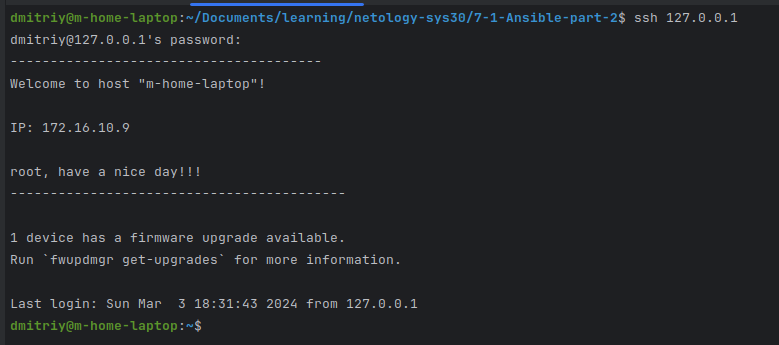 dmitriy@m-home-laptop:~/Documents/learning/netology-sys30/7-1-Ansible-part-2$ ssh 127.0.0.1
dmitriy@127.0.0.1's password:
---------------------------------------
Welcome to host "m-home-laptop"!
IP: 172.16.10.9
root, have a nice day!!!
------------------------------------------
1 device has a firmware upgrade available.
Run `fwupdmgr get-upgrades` for more information.
Last login: Sun Mar  3 18:31:43 2024 from 127.0.0.1
dmitriy@m-home-laptop:~$